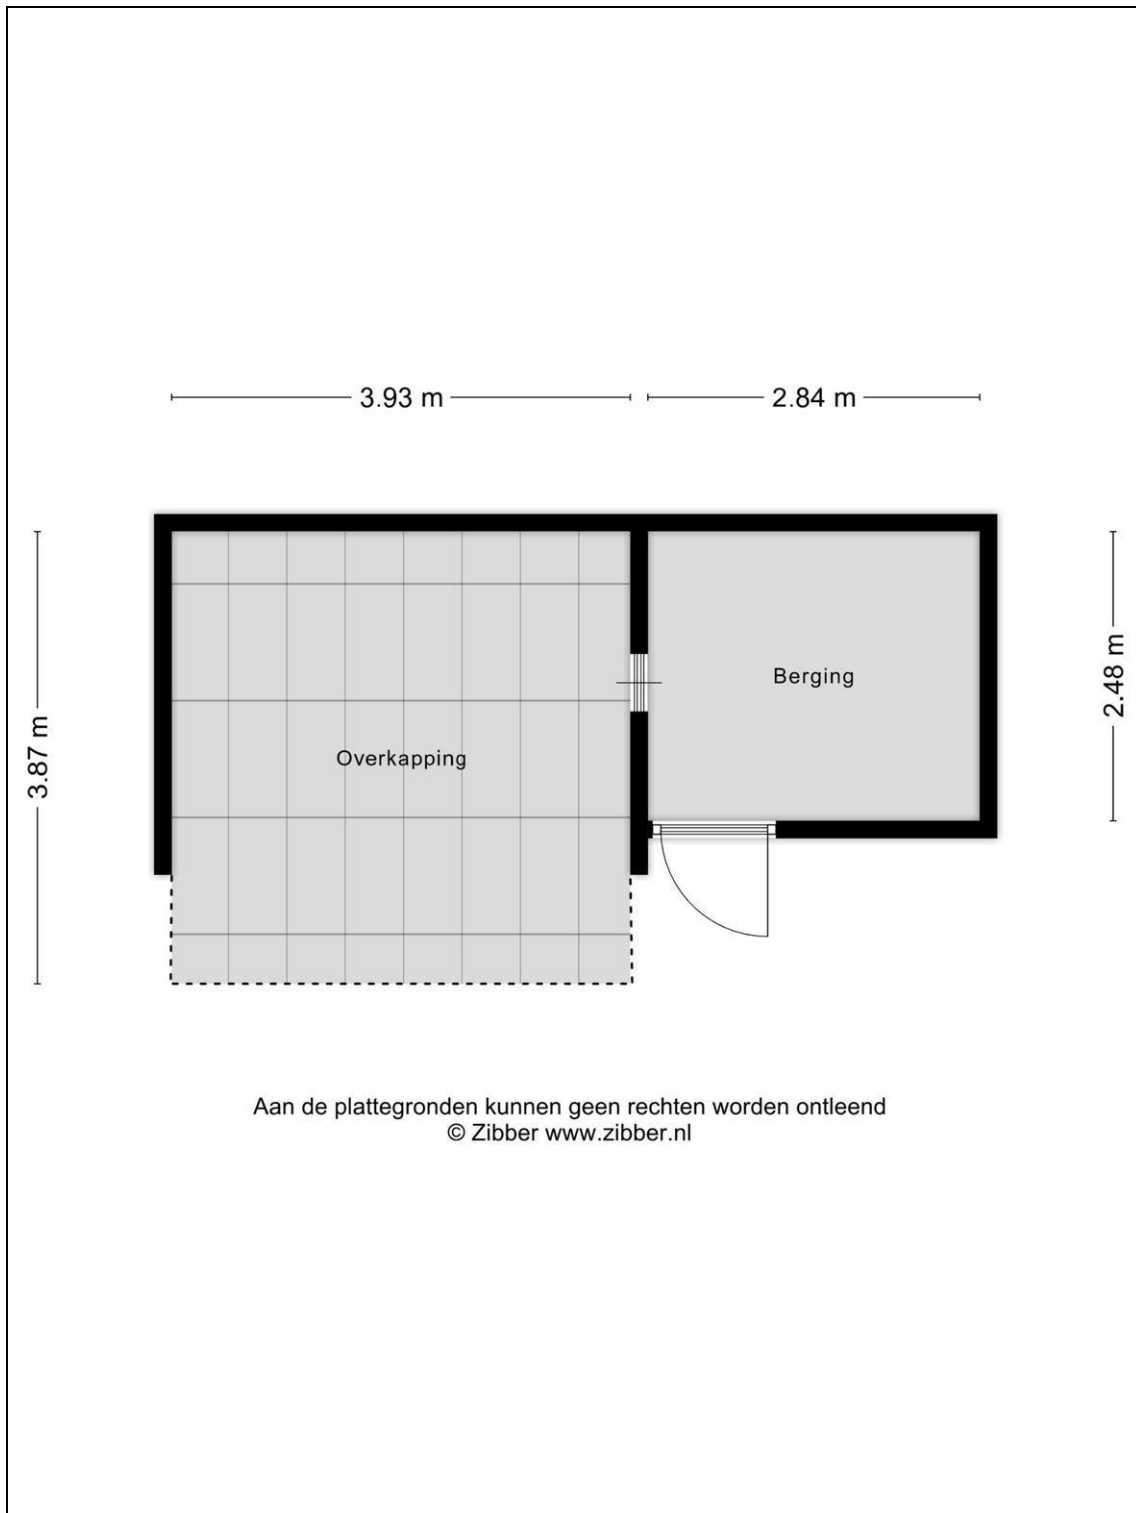 3.93 m
2.84 m
3.87 m
2.48 m
Berging
Overkapping
Aan de plattegronden kunnen geen rechten worden ontleend
© Zibber www.zibber.nl